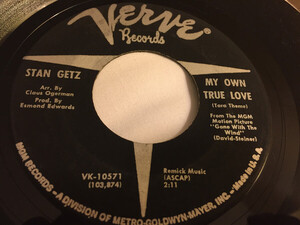 Verve
Records
STAN GETZ
Arr. By
Claus Ogerman
Prod. By
Esmond Edwards
MY OWN
TRUE LOVE
(Tara Theme)
From The MGM
Motion Picture
"Gone With The
Wind"
(David-Steiner)
VK-10571
(103,874)
Remick Music
(ASCAP)
2:11
MGM RECORDS - A DIVISION OF METRO-GOLDWYN-MAYER, INC. - Made in U.S.A.